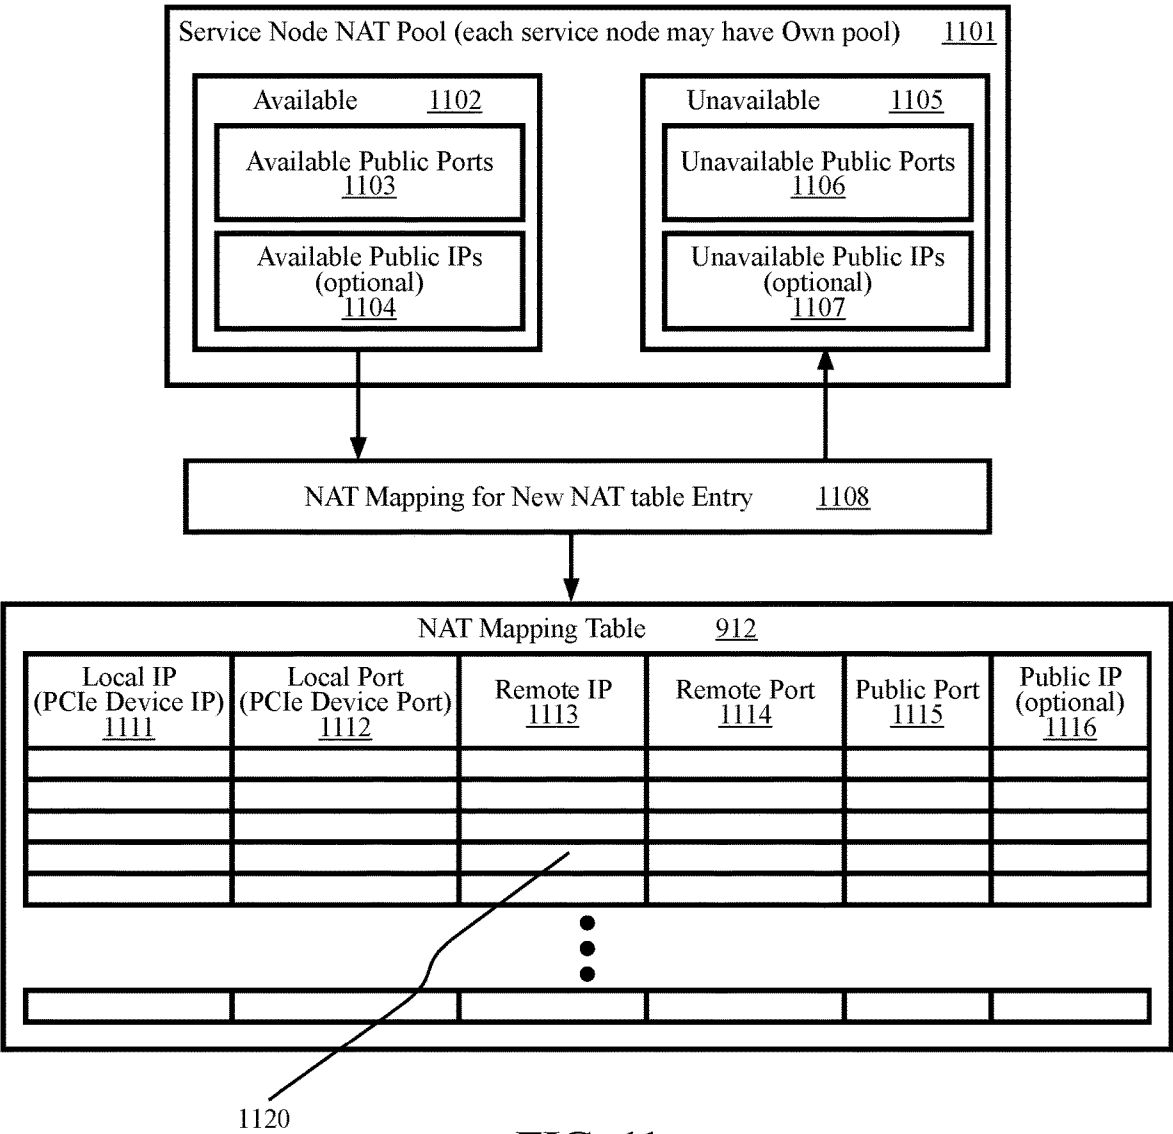 Service Node NAT Pool (each service node may have Own pool) 1101
Available 1102
Available Public Ports
1103
Available Public IPs
(optional)
1104
Unavailable 1105
Unavailable Public Ports
1106
Unavailable Public IPs
(optional)
1107
NAT Mapping for New NAT table Entry 1108
NAT Mapping Table 912
Local IP
(PCIe Device IP)
1111
Local Port
(PCIe Device Port)
1112
Remote IP
1113
Remote Port
1114
Public Port
1115
Public IP
(optional)
1116
1120